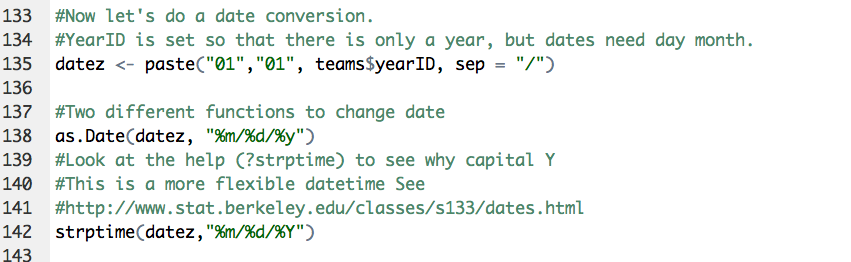 133 #Now let's do a date conversion.
134 #YearID is set so that there is only a year, but dates need day month.
135 datez <- paste("01","01", teams$yearID, sep = "/")
136
137 #Two different functions to change date
138 as.Date(datez, "%m/%d/%y")
139 #Look at the help (?strptime) to see why capital Y
140 #This is a more flexible datetime See
141 #http://www.stat.berkeley.edu/classes/s133/dates.html
142 strptime(datez,"%m/%d/%Y")
143